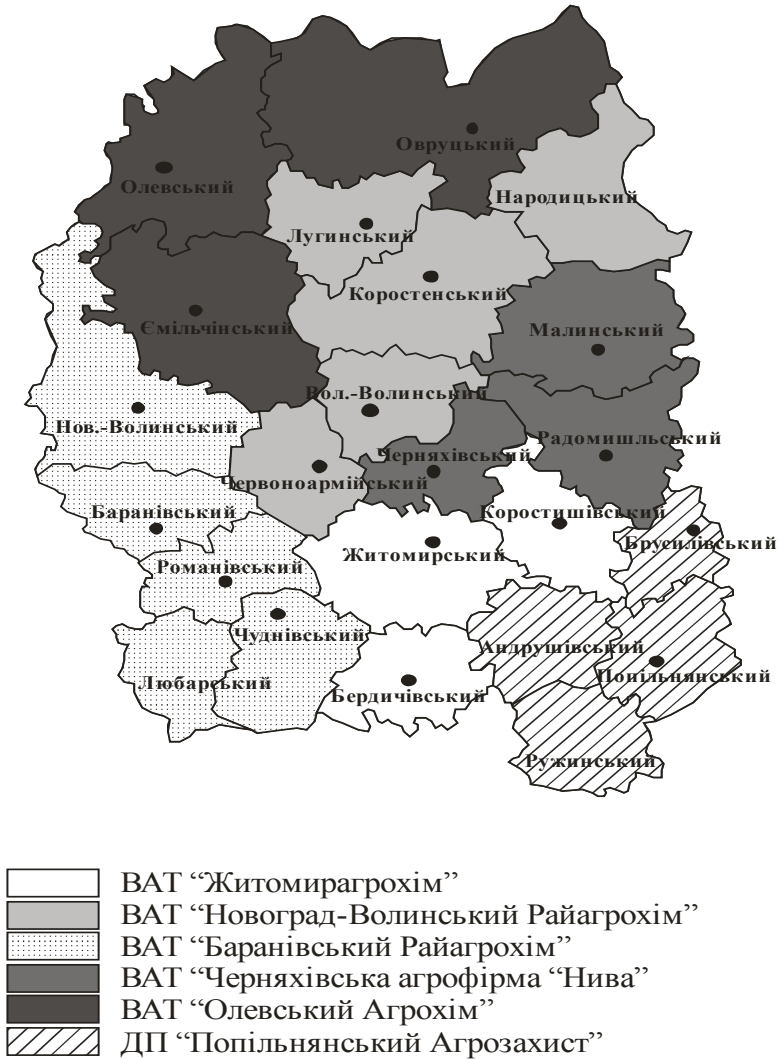 Овруцький
Олевський
Народицький
Лугинський
Коростенський
Ємільчінський
Малинський
Вол.-Волинський
Нов.-Волинський
Радомишльський
Черняхівський
Червоноармійський
Баранівський
Коростишівський
Брусилівський
Житомирський
Романівський
Чуднівський
Андрушівський
Любарський
Попільнянський
Бердичівський
Ружинський
ВАТ “Житомирагрохім”
ВАТ “Новоград-Волинський Райагрохім”
ВАТ “Баранівський Райагрохім”
ВАТ “Черняхівська агрофірма “Нива”
ВАТ “Олевський Агрохім”
ДП “Попільнянський Агрозахист”